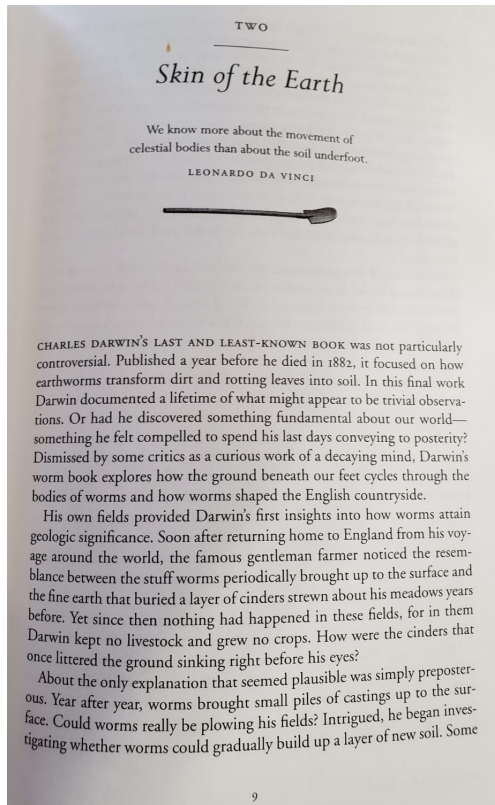 TWO
Skin of the Earth
We know more about the movement of
celestial bodies than about the soil underfoot.
LEONARDO DA VINCI
CHARLES DARWIN'S LAST AND LEAST-KNOWN BOOK was not particularly
controversial. Published a year before he died in 1882, it focused on how
earthworms transform dirt and rotting leaves into soil. In this final work
Darwin documented a lifetime of what might appear to be trivial observa-
tions. Or had he discovered something fundamental about our world—
something he felt compelled to spend his last days conveying to posterity?
Dismissed by some critics as a curious work of a decaying mind, Darwin's
worm book explores how the ground beneath our feet cycles through the
bodies of worms and how worms shaped the English countryside.
His own fields provided Darwin's first insights into how worms attain
geologic significance. Soon after returning home to England from his voy-
age around the world, the famous gentleman farmer noticed the resem-
blance between the stuff worms periodically brought up to the surface and
the fine earth that buried a layer of cinders strewn about his meadows years
before. Yet since then nothing had happened in these fields, for in them
Darwin kept no livestock and grew no crops. How were the cinders that
once littered the ground sinking right before his eyes?
About the only explanation that seemed plausible was simply preposter-
ous. Year after year, worms brought small piles of castings up to the sur-
face. Could worms really be plowing his fields? Intrigued, he began inves-
tigating whether worms could gradually build up a layer of new soil. Some
9